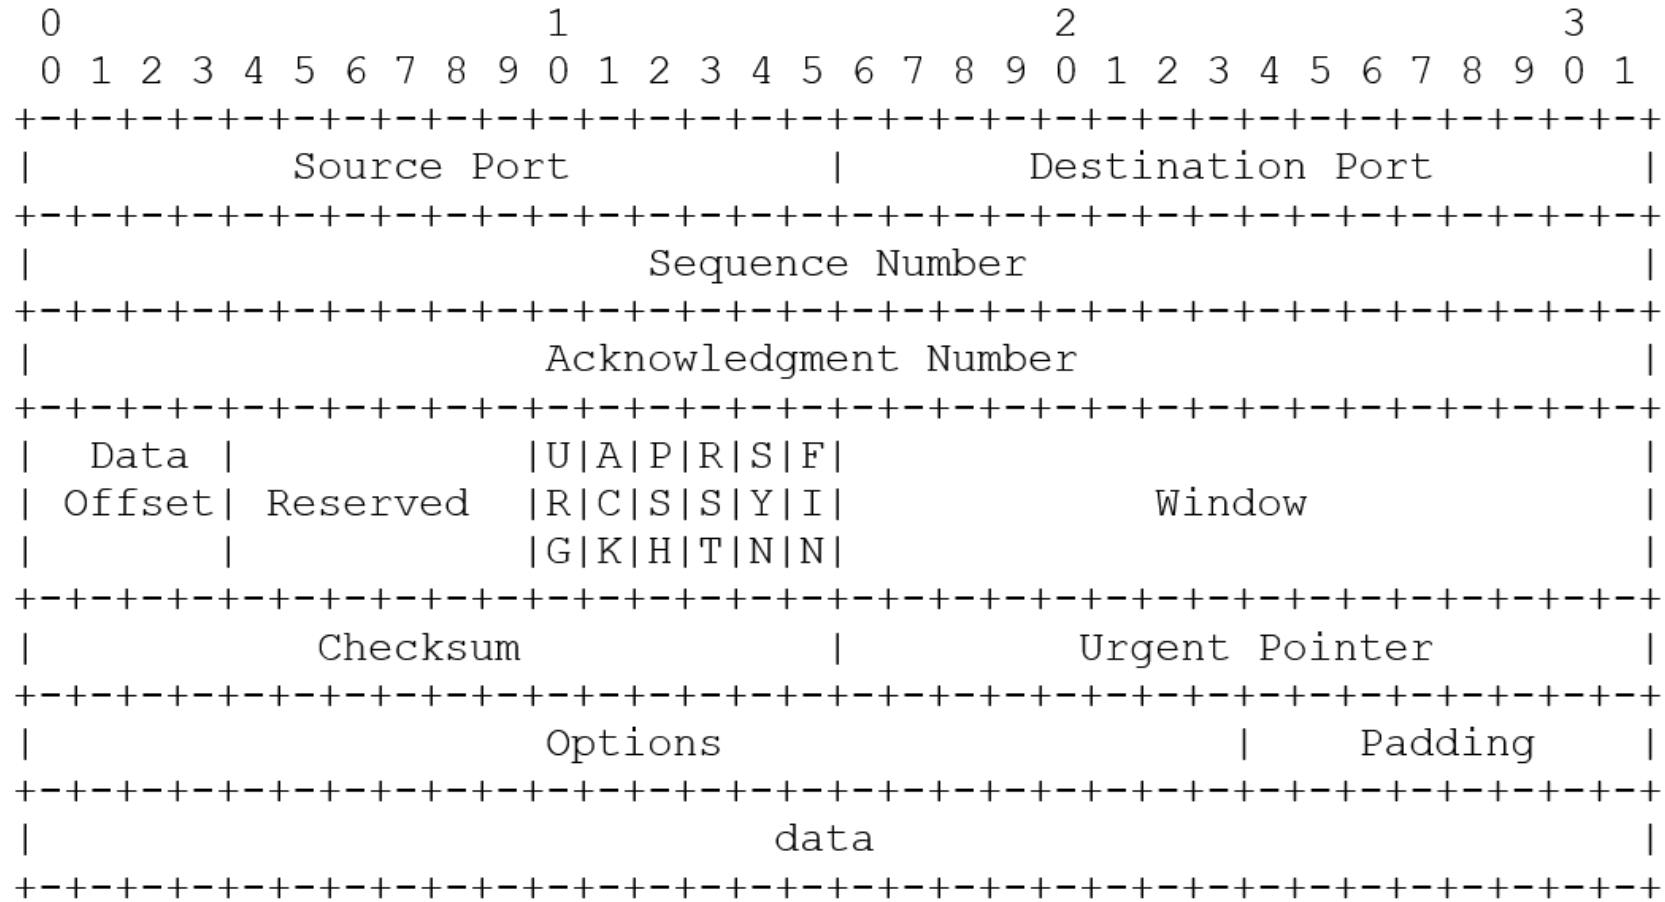 0                   1                   2                   3
 0 1 2 3 4 5 6 7 8 9 0 1 2 3 4 5 6 7 8 9 0 1 2 3 4 5 6 7 8 9 0 1
+-+-+-+-+-+-+-+-+-+-+-+-+-+-+-+-+-+-+-+-+-+-+-+-+-+-+-+-+-+-+-+-+
|          Source Port          |       Destination Port        |
+-+-+-+-+-+-+-+-+-+-+-+-+-+-+-+-+-+-+-+-+-+-+-+-+-+-+-+-+-+-+-+-+
|                        Sequence Number                        |
+-+-+-+-+-+-+-+-+-+-+-+-+-+-+-+-+-+-+-+-+-+-+-+-+-+-+-+-+-+-+-+-+
|                    Acknowledgment Number                      |
+-+-+-+-+-+-+-+-+-+-+-+-+-+-+-+-+-+-+-+-+-+-+-+-+-+-+-+-+-+-+-+-+
|  Data |           |U|A|P|R|S|F|                               |
| Offset| Reserved  |R|C|S|S|Y|I|            Window             |
|       |           |G|K|H|T|N|N|                               |
+-+-+-+-+-+-+-+-+-+-+-+-+-+-+-+-+-+-+-+-+-+-+-+-+-+-+-+-+-+-+-+-+
|           Checksum            |         Urgent Pointer        |
+-+-+-+-+-+-+-+-+-+-+-+-+-+-+-+-+-+-+-+-+-+-+-+-+-+-+-+-+-+-+-+-+
|                    Options                    |    Padding    |
+-+-+-+-+-+-+-+-+-+-+-+-+-+-+-+-+-+-+-+-+-+-+-+-+-+-+-+-+-+-+-+-+
|                             data                              |
+-+-+-+-+-+-+-+-+-+-+-+-+-+-+-+-+-+-+-+-+-+-+-+-+-+-+-+-+-+-+-+-+